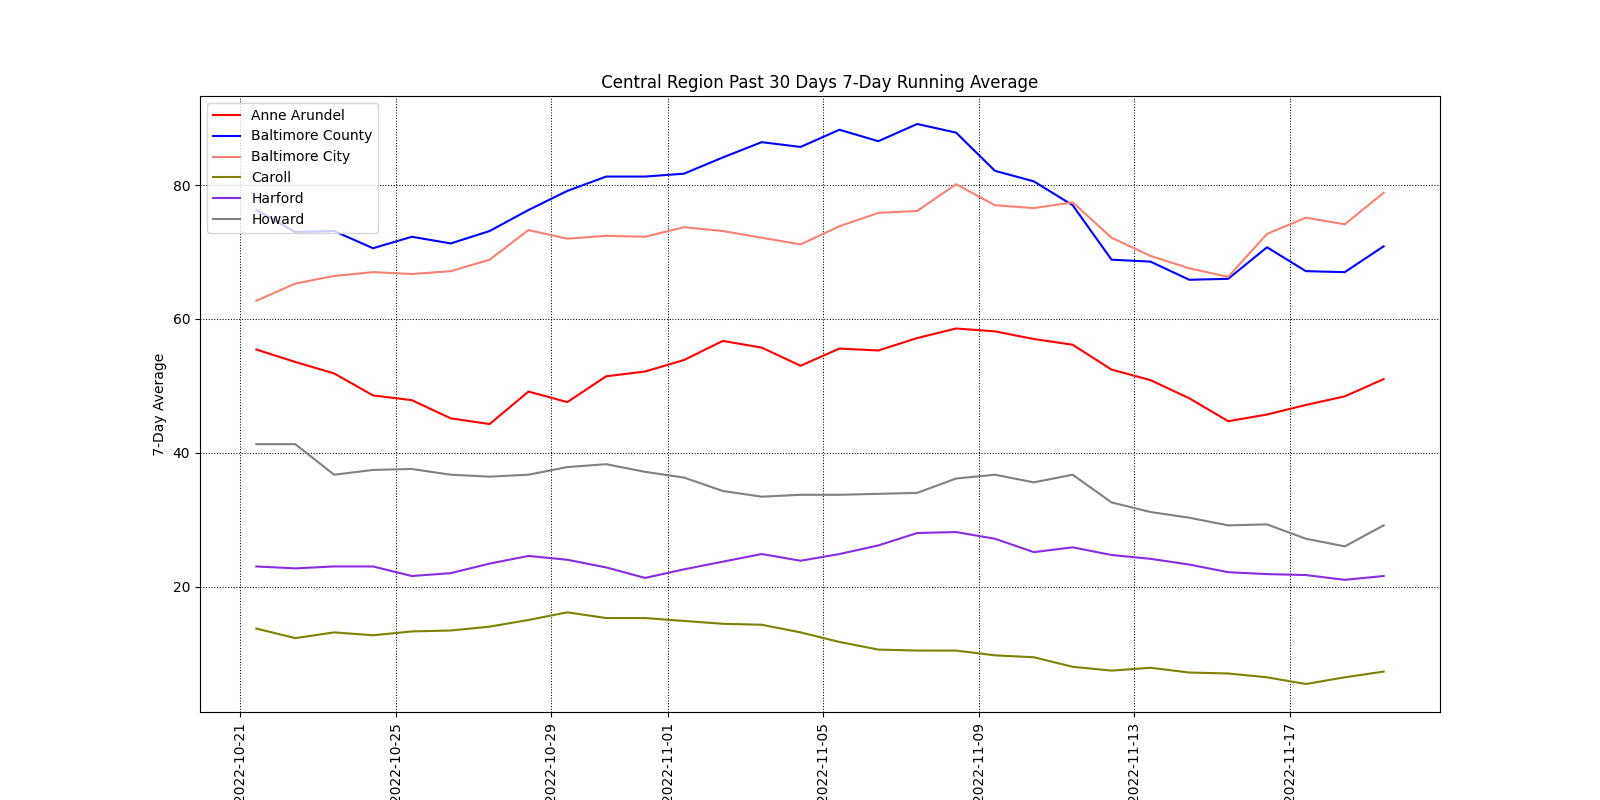 Central Region Past 30 Days 7-Day Running Average
Anne Arundel
Baltimore County
Baltimore City
Caroll
Harford
Howard
80
60
40
20
7-Day Average
2022-10-21
2022-10-25
2022-10-29
2022-11-01
2022-11-05
2022-11-09
2022-11-13
2022-11-17